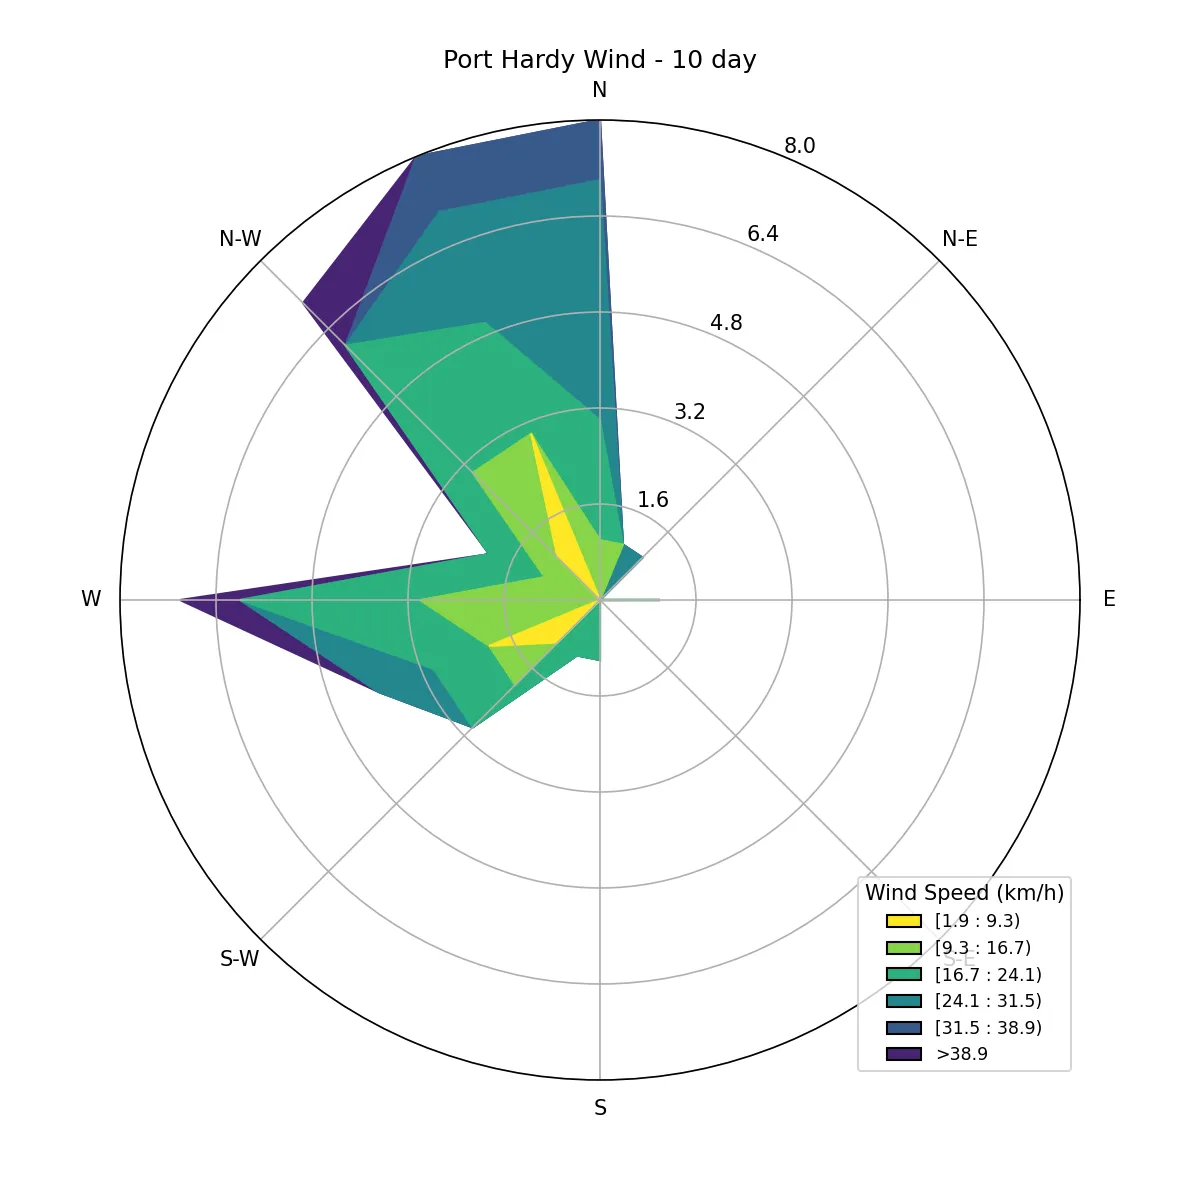 Port Hardy Wind - 10 day
N
8.0
N-W
6.4
N-E
4.8
3.2
1.6
W
E
Wind Speed (km/h)
[1.9 : 9.3)
[9.3 : 16.7)
S-W
S-E
[16.7 : 24.1)
[24.1 : 31.5)
[31.5 : 38.9)
>38.9
S